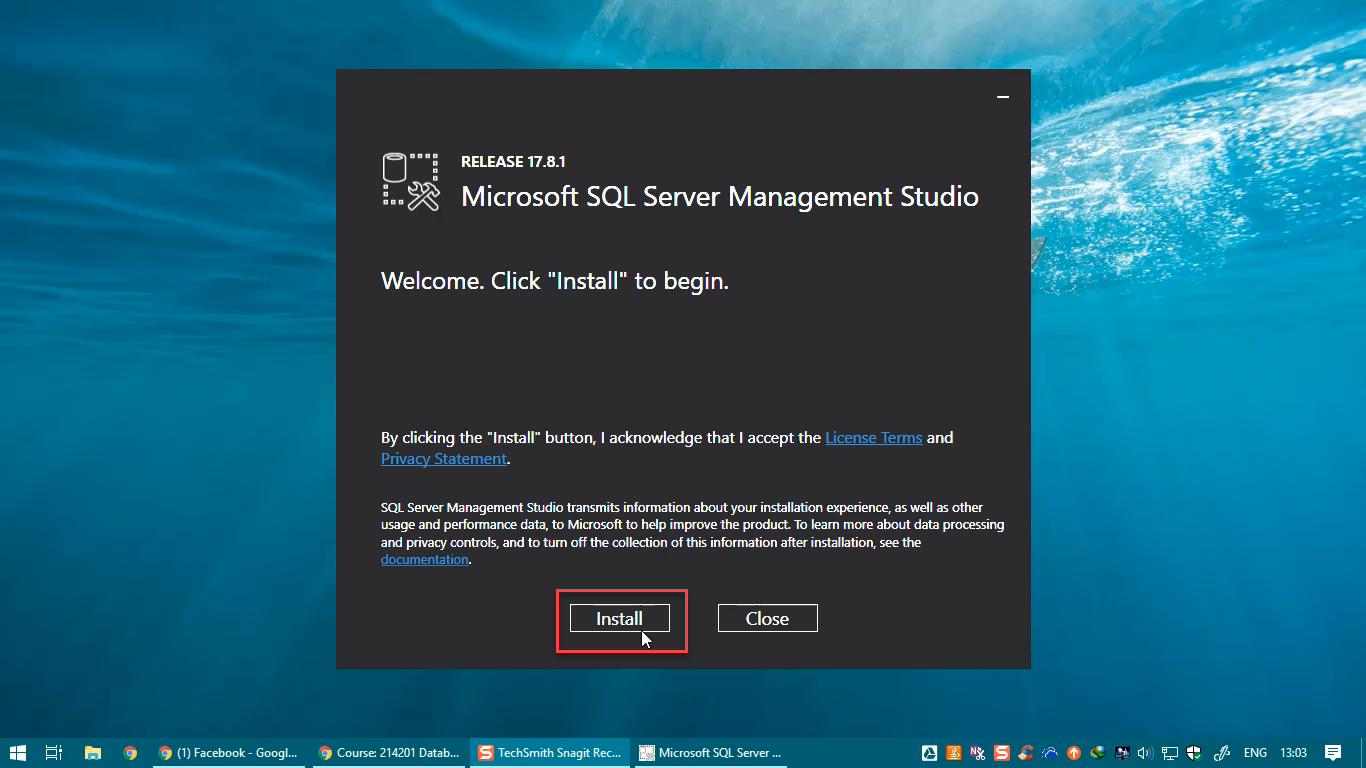 RELEASE 17.8.1
Microsoft SQL Server Management Studio
Welcome. Click "Install" to begin.
By clicking the "Install" button, I acknowledge that I accept the License Terms and
Privacy Statement.
SQL Server Management Studio transmits information about your installation experience, as well as other
usage and performance data, to Microsoft to help improve the product. To learn more about data processing
and privacy controls, and to turn off the collection of this information after installation, see the
documentation.
Install Close
(1) Facebook - Googl... Course: 214201 Datab... TechSmith Snagit Rec... Microsoft SQL Server ... ENG 13:03